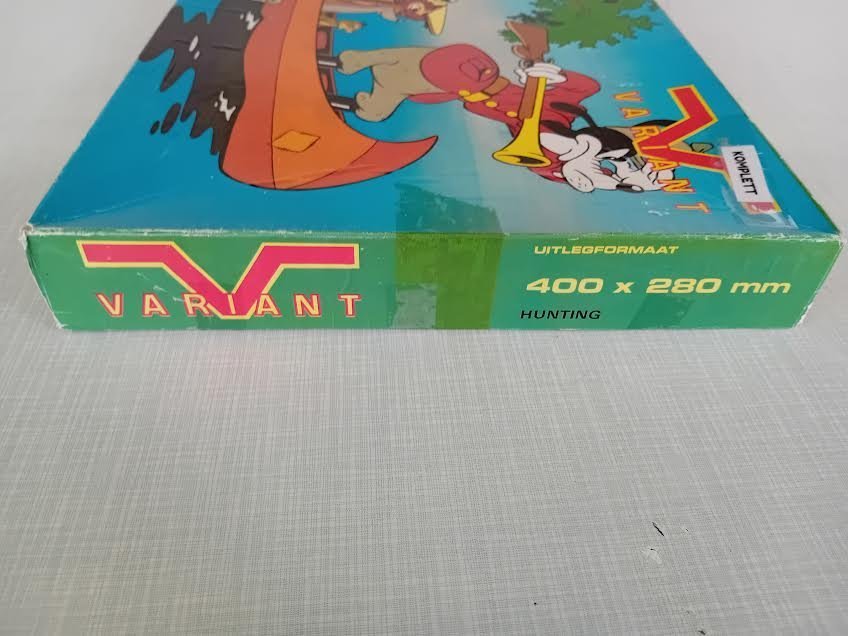 VARIANT
KOMPLETT
VARIANT
UITLEGFORMAAT
400 x 280 mm
HUNTING